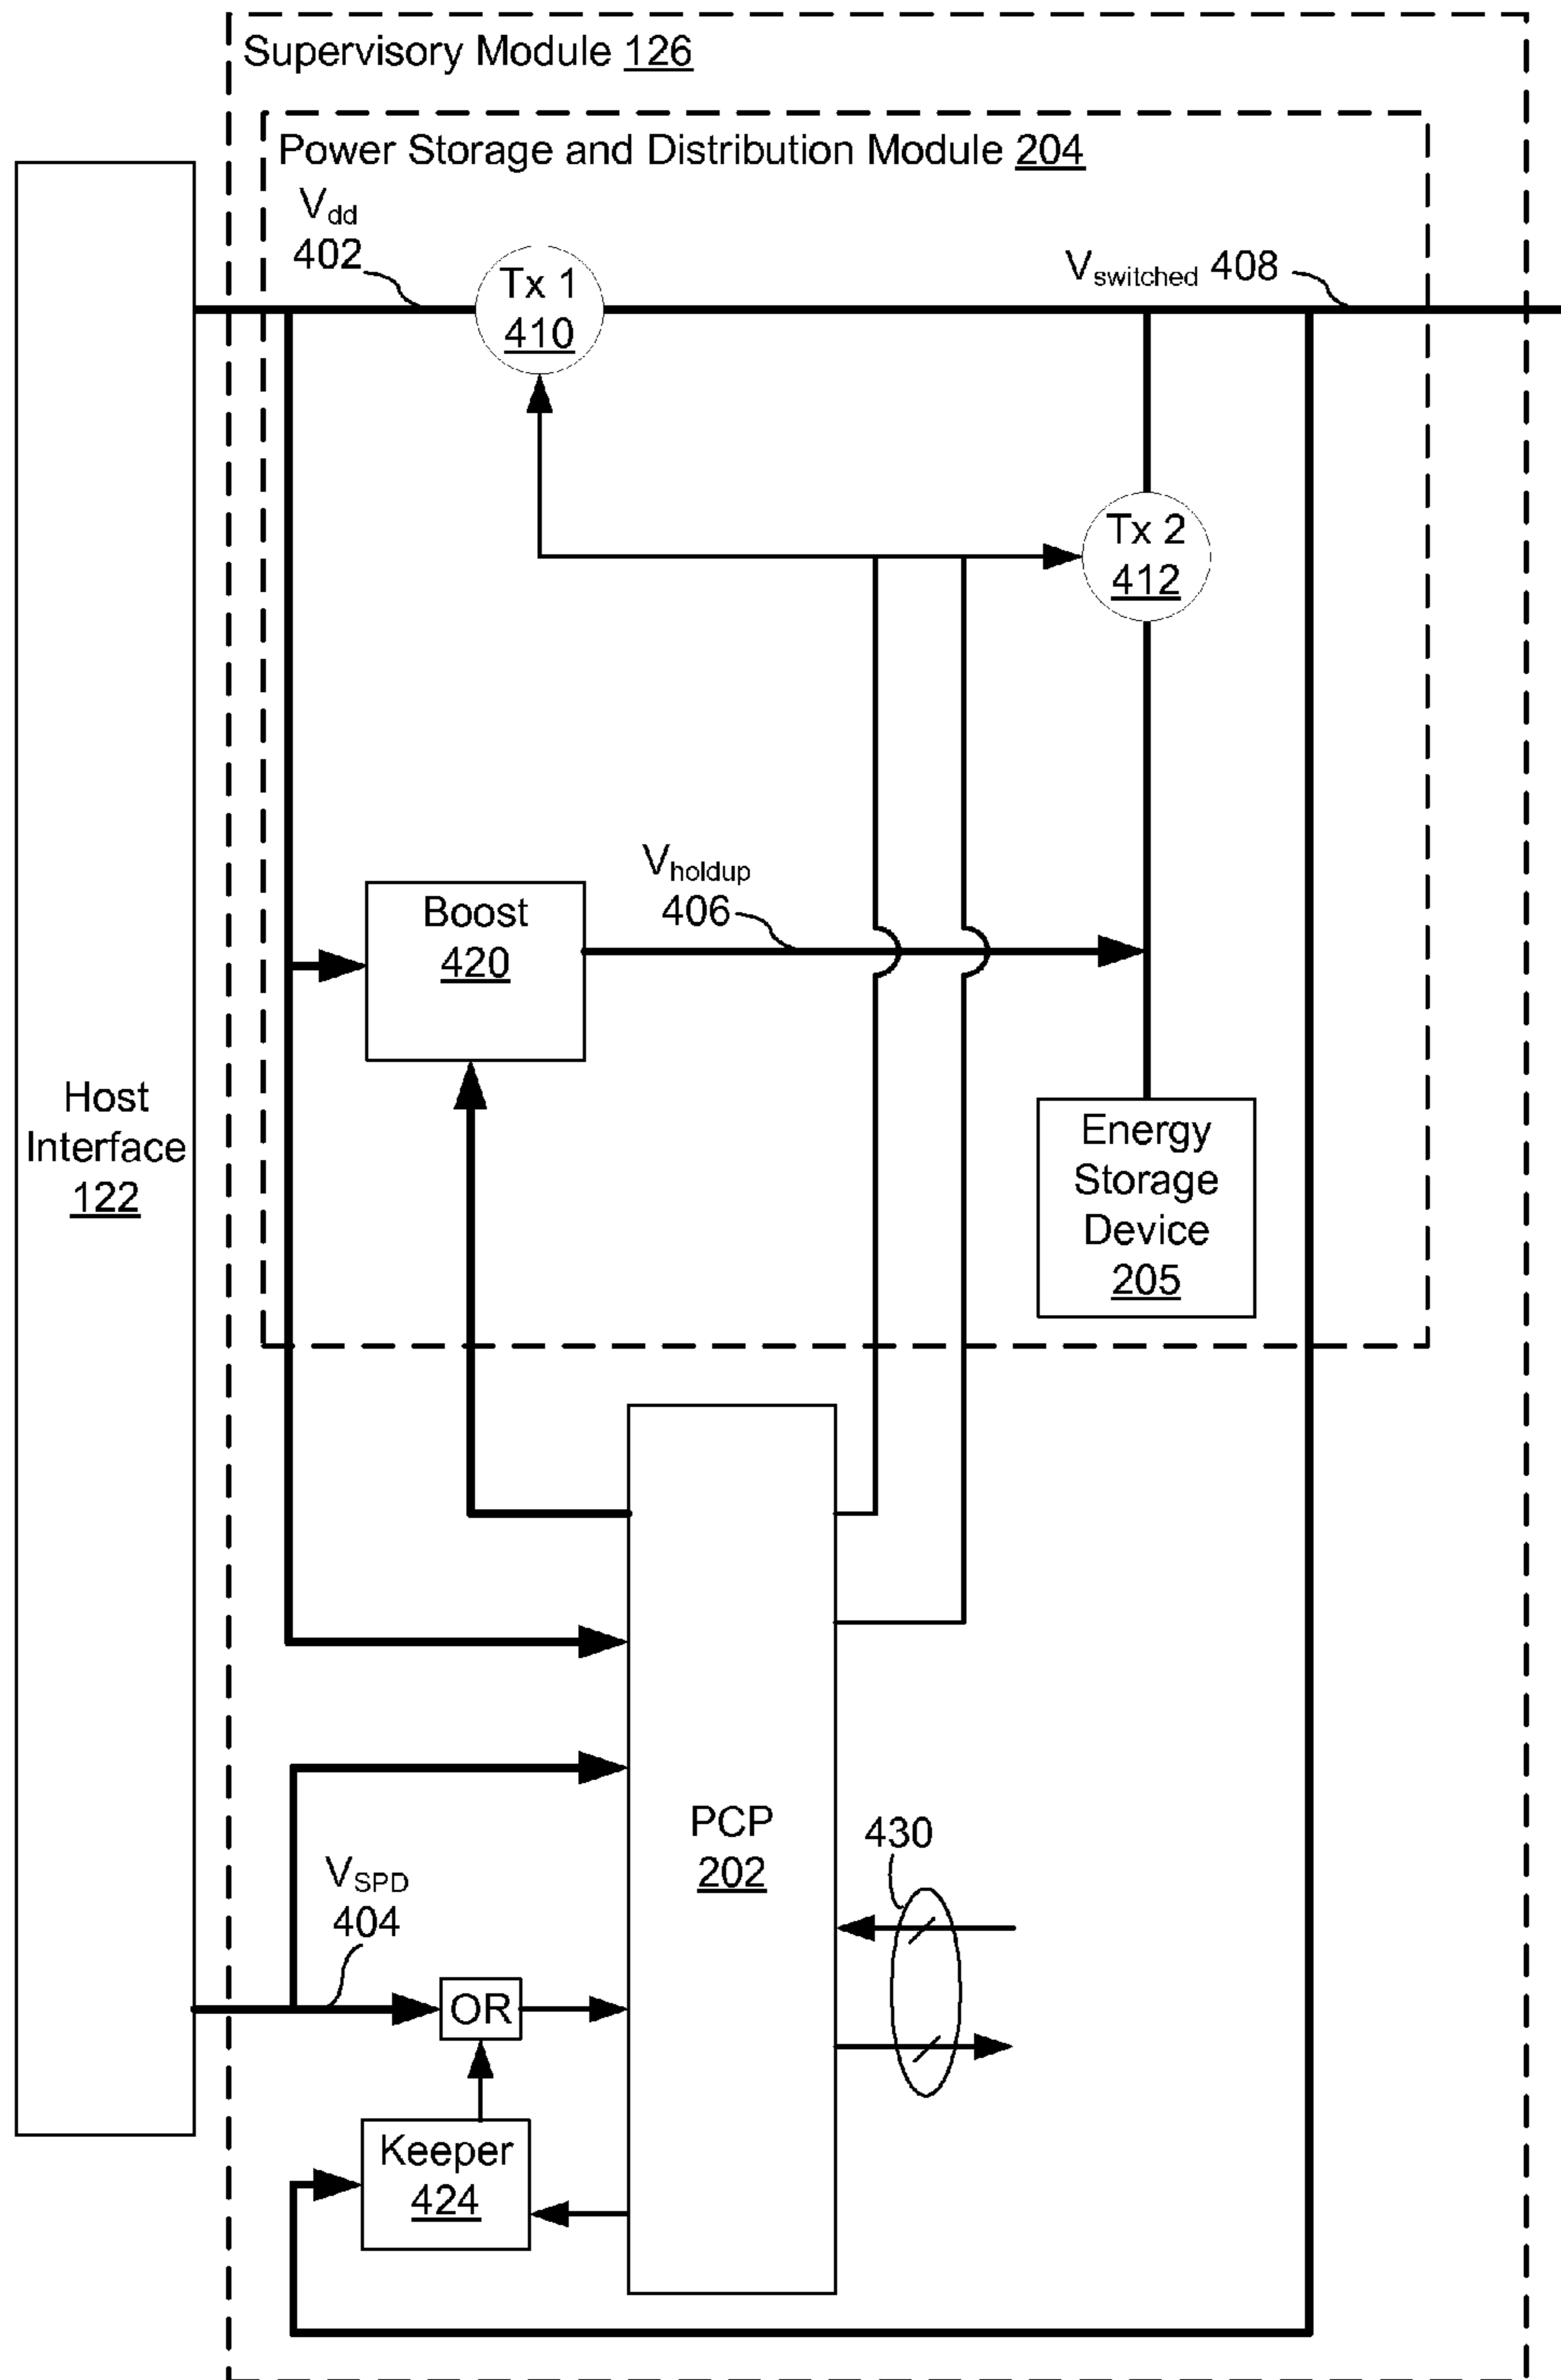 Supervisory Module 126
Power Storage and Distribution Module 204
Vdd
402
Tx 1
410
Vswitched 408
Tx 2
412
Vholdup
406
Boost
420
Host
Interface
122
Energy
Storage
Device
205
PCP
202
430
VSPD
404
OR
Keeper
424